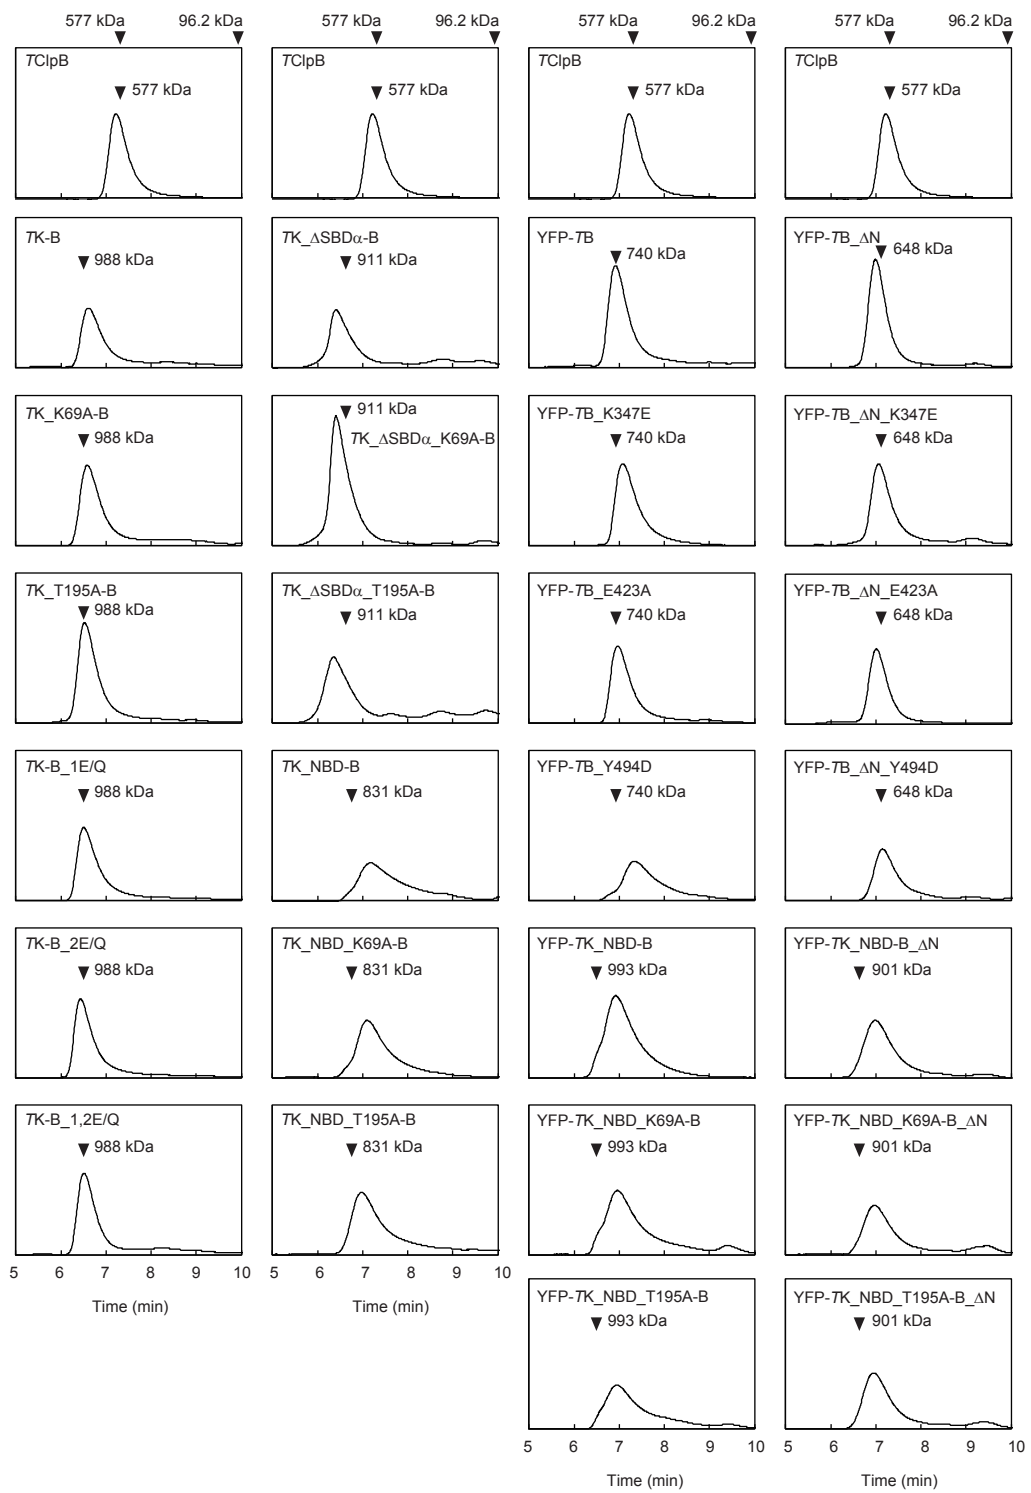 577 kDa 96.2 kDa 577 kDa 96.2 kDa 577 kDa 96.2 kDa 577 kDa 96.2 kDa
TClpB TClpB TClpB TClpB
577 kDa 577 kDa 577 kDa 577 kDa
TK-B TK_ΔSBDα-B YFP-TB YFP-TB_ΔN
988 kDa 911 kDa 740 kDa 648 kDa
TK_K69A-B 911 kDa YFP-TB_K347E YFP-TB_ΔN_K347E
988 kDa TK_ΔSBDα_K69A-B 740 kDa 648 kDa
TK_T195A-B TK_ΔSBDα_T195A-B YFP-TB_E423A YFP-TB_ΔN_E423A
988 kDa 911 kDa 740 kDa 648 kDa
TK-B_1E/Q TK_NBD-B YFP-TB_Y494D YFP-TB_ΔN_Y494D
988 kDa 831 kDa 740 kDa 648 kDa
TK-B_2E/Q TK_NBD_K69A-B YFP-TK_NBD-B YFP-TK_NBD-B_ΔN
988 kDa 831 kDa 993 kDa 901 kDa
TK-B_1,2E/Q TK_NBD_T195A-B YFP-TK_NBD_K69A-B YFP-TK_NBD_K69A-B_ΔN
988 kDa 831 kDa 993 kDa 901 kDa
5 6 7 8 9 10 5 6 7 8 9 10
Time (min) Time (min)
YFP-TK_NBD_T195A-B YFP-TK_NBD_T195A-B_ΔN
993 kDa 901 kDa
5 6 7 8 9 10 5 6 7 8 9 10
Time (min) Time (min)